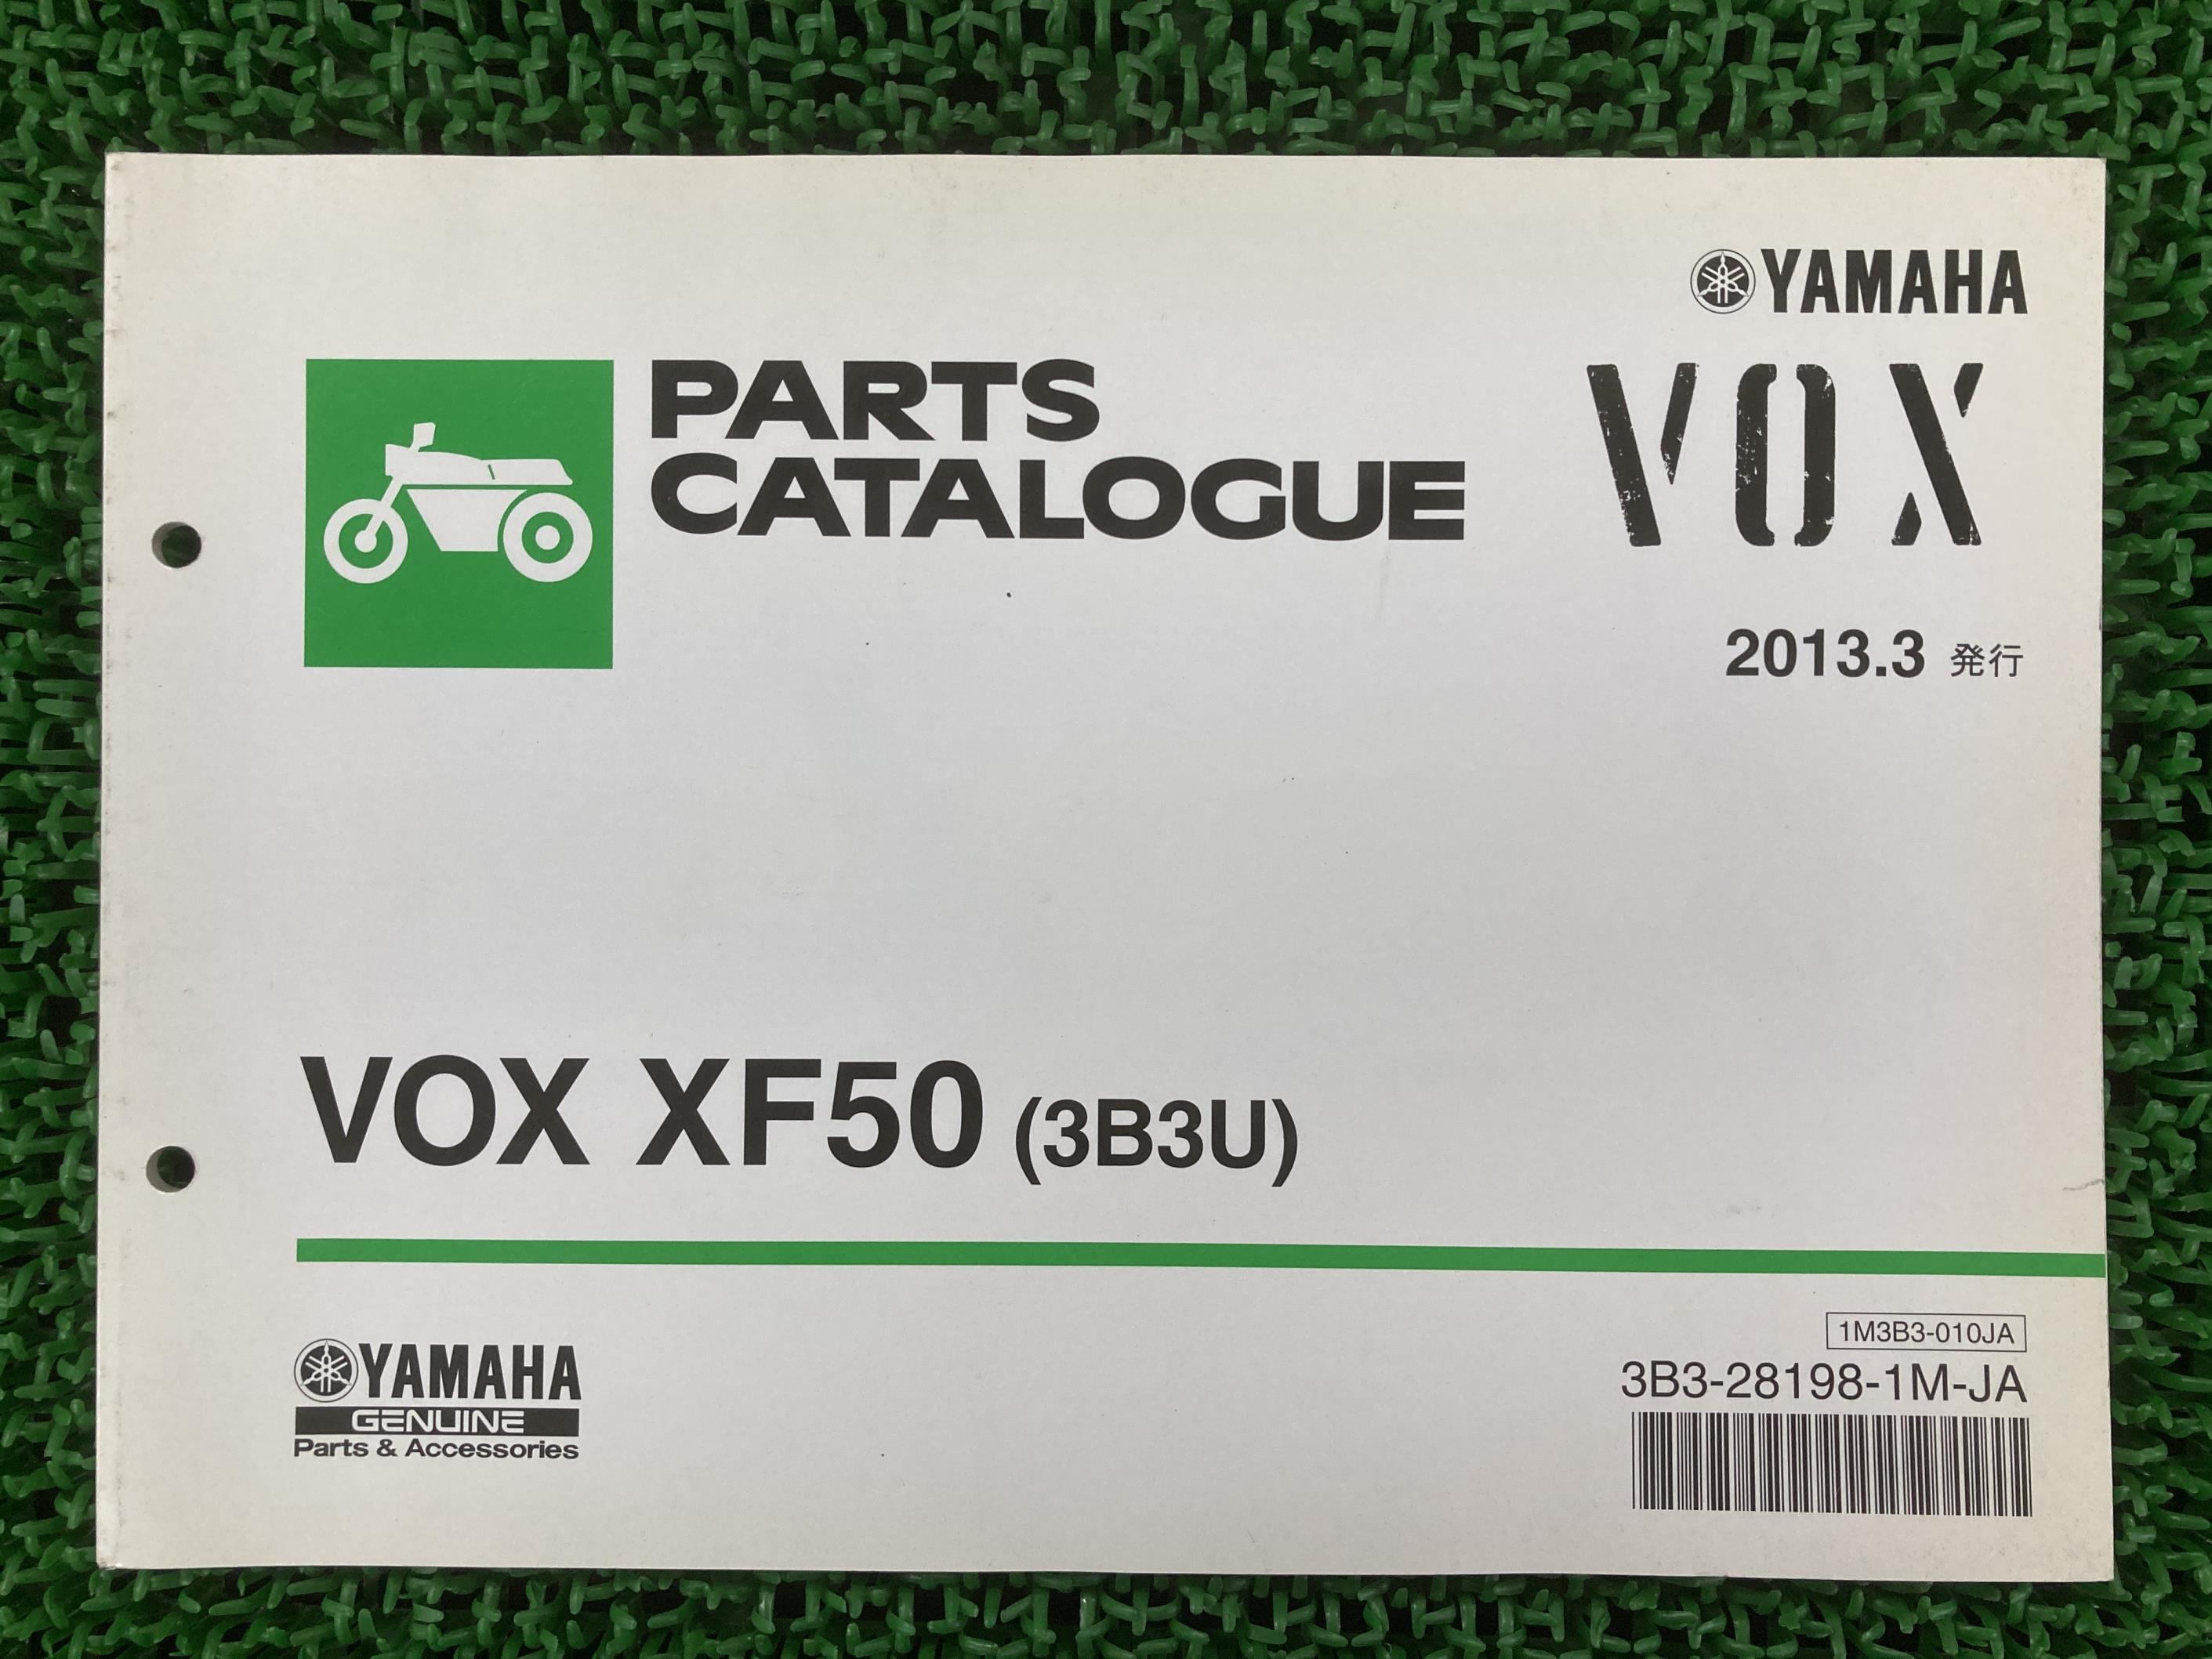 YAMAHA
PARTS
CATALOGUE
VOX
2013.3 発行
VOX XF50 (3B3U)
YAMAHA
GENUINE
Parts & Accessories
1M3B3-010JA
3B3-28198-1M-JA